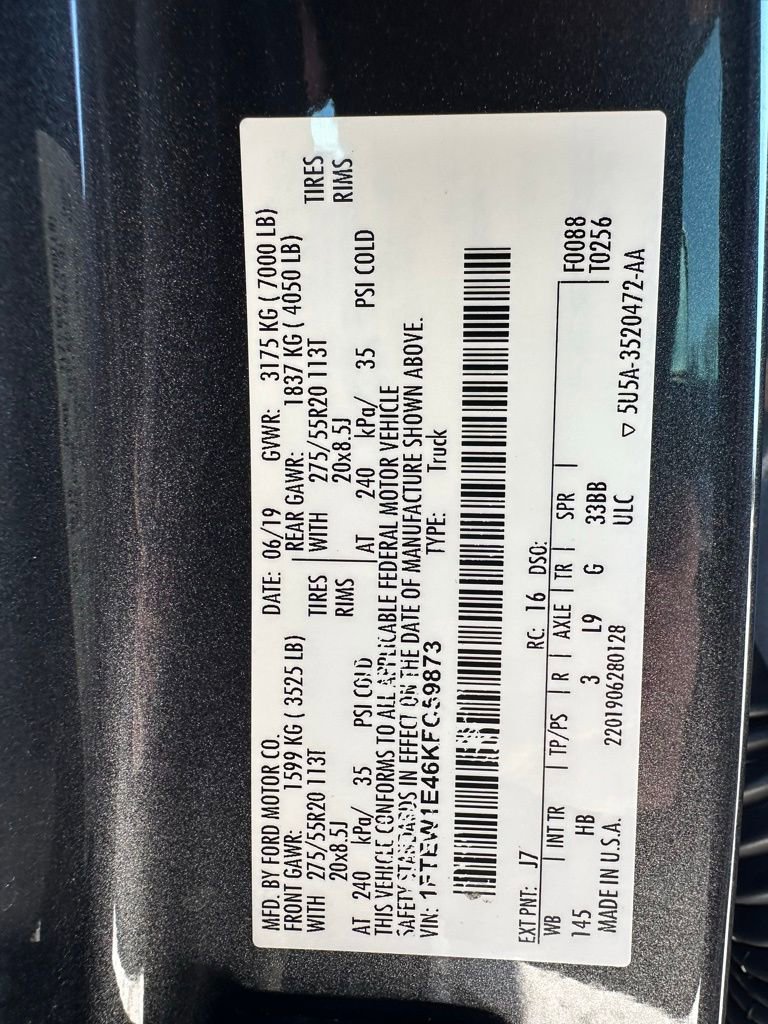 MFD. BY FORD MOTOR CO. DATE: 06/19 GVWR: 3175 KG ( 7000 LB)
FRONT GAWR: 1599 KG ( 3525 LB) REAR GAWR: 1837 KG ( 4050 LB)
WITH 275/55R20 113T TIRES WITH 275/55R20 113T TIRES
20x8.5J RIMS 20x8.5J RIMS
AT 240 kPa/ 35 PSI COLD AT 240 kPa/ 35 PSI COLD
THIS VEHICLE CONFORMS TO ALL APPLICABLE FEDERAL MOTOR VEHICLE
SAFETY STANDARDS IN EFFECT ON THE DATE OF MANUFACTURE SHOWN ABOVE.
VIN: 1FTEW1E46KFC59873 TYPE: Truck
EXT PNT: J7 RC: 16 DSO:
WB INT TR TP/PS R AXLE TR SPR F0088
145 HB 3 L9 G 33BB T0256
MADE IN U.S.A. 2201906280128 ULC
▽ 5U5A-3520472-AA